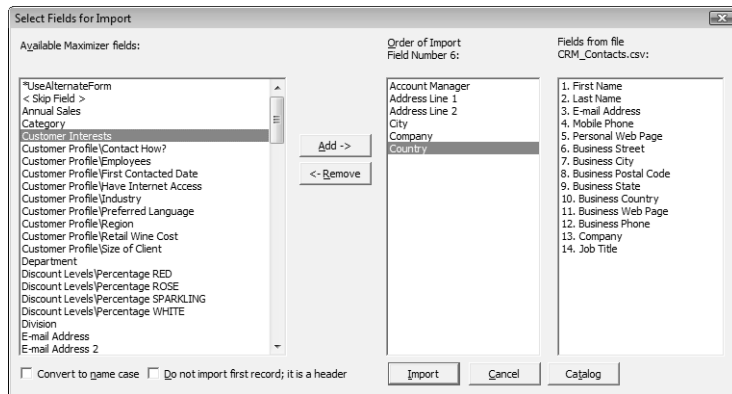 Select Fields for Import
Available Maximizer fields:
*UseAlternateForm
< Skip Field >
Annual Sales
Category
Customer Interests
Customer Profile\Contact How?
Customer Profile\Employees
Customer Profile\First Contacted Date
Customer Profile\Have Internet Access
Customer Profile\Industry
Customer Profile\Preferred Language
Customer Profile\Region
Customer Profile\Retail Wine Cost
Customer Profile\Size of Client
Department
Discount Levels\Percentage RED
Discount Levels\Percentage ROSE
Discount Levels\Percentage SPARKLING
Discount Levels\Percentage WHITE
Division
E-mail Address
E-mail Address 2
Add ->
<- Remove
Order of Import
Field Number 6:
Account Manager
Address Line 1
Address Line 2
City
Company
Country
Fields from file
CRM_Contacts.csv:
1. First Name
2. Last Name
3. E-mail Address
4. Mobile Phone
5. Personal Web Page
6. Business Street
7. Business City
8. Business Postal Code
9. Business State
10. Business Country
11. Business Web Page
12. Business Phone
13. Company
14. Job Title
Convert to name case
Do not import first record; it is a header
Import
Cancel
Catalog